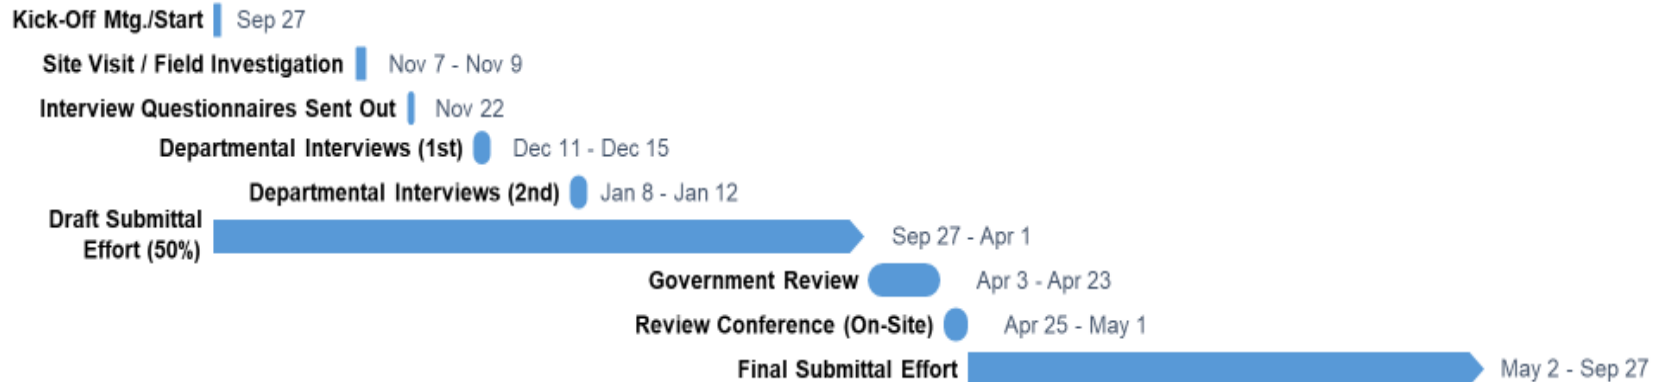 Kick-Off Mtg./Start Sep 27
Site Visit / Field Investigation Nov 7 - Nov 9
Interview Questionnaires Sent Out Nov 22
Departmental Interviews (1st) Dec 11 - Dec 15
Departmental Interviews (2nd) Jan 8 - Jan 12
Draft Submittal
Effort (50%) Sep 27 - Apr 1
Government Review Apr 3 - Apr 23
Review Conference (On-Site) Apr 25 - May 1
Final Submittal Effort May 2 - Sep 27